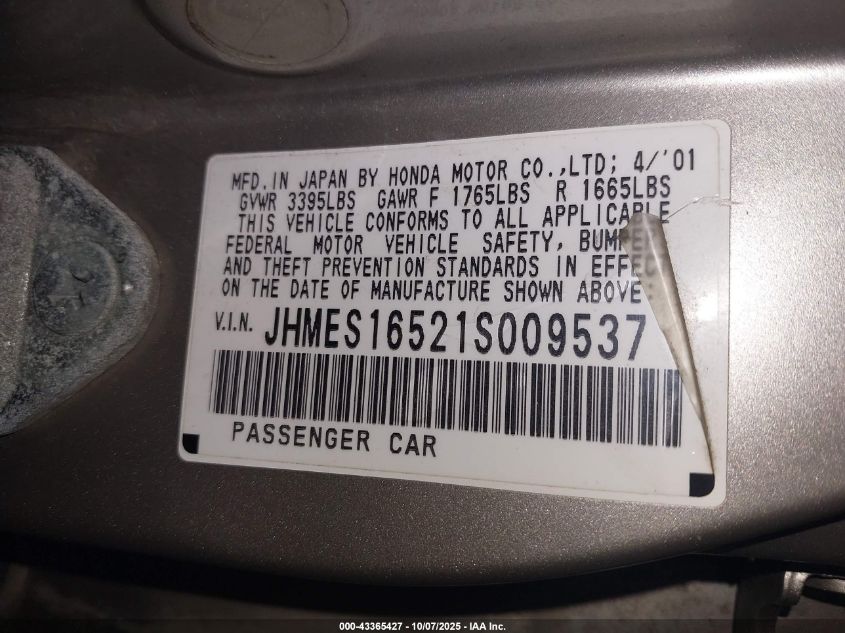 MFD. IN JAPAN BY HONDA MOTOR CO., LTD; 4/'01
GVWR 3395LBS GAWR F 1765LBS R 1665LBS
THIS VEHICLE CONFORMS TO ALL APPLICABLE
FEDERAL MOTOR VEHICLE SAFETY, BUMPER
AND THEFT PREVENTION STANDARDS IN EFFEC
ON THE DATE OF MANUFACTURE SHOWN ABOVE:
V.I.N. JHMES16521S009537
PASSENGER CAR
000-43365427 - 10/07/2025 - IAA Inc.